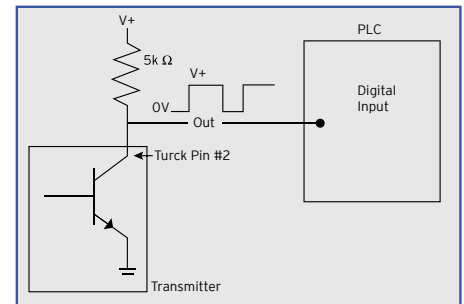 V+
PLC
5k Ω
V+
0V
Out
Digital
Input
Turck Pin #2
Transmitter